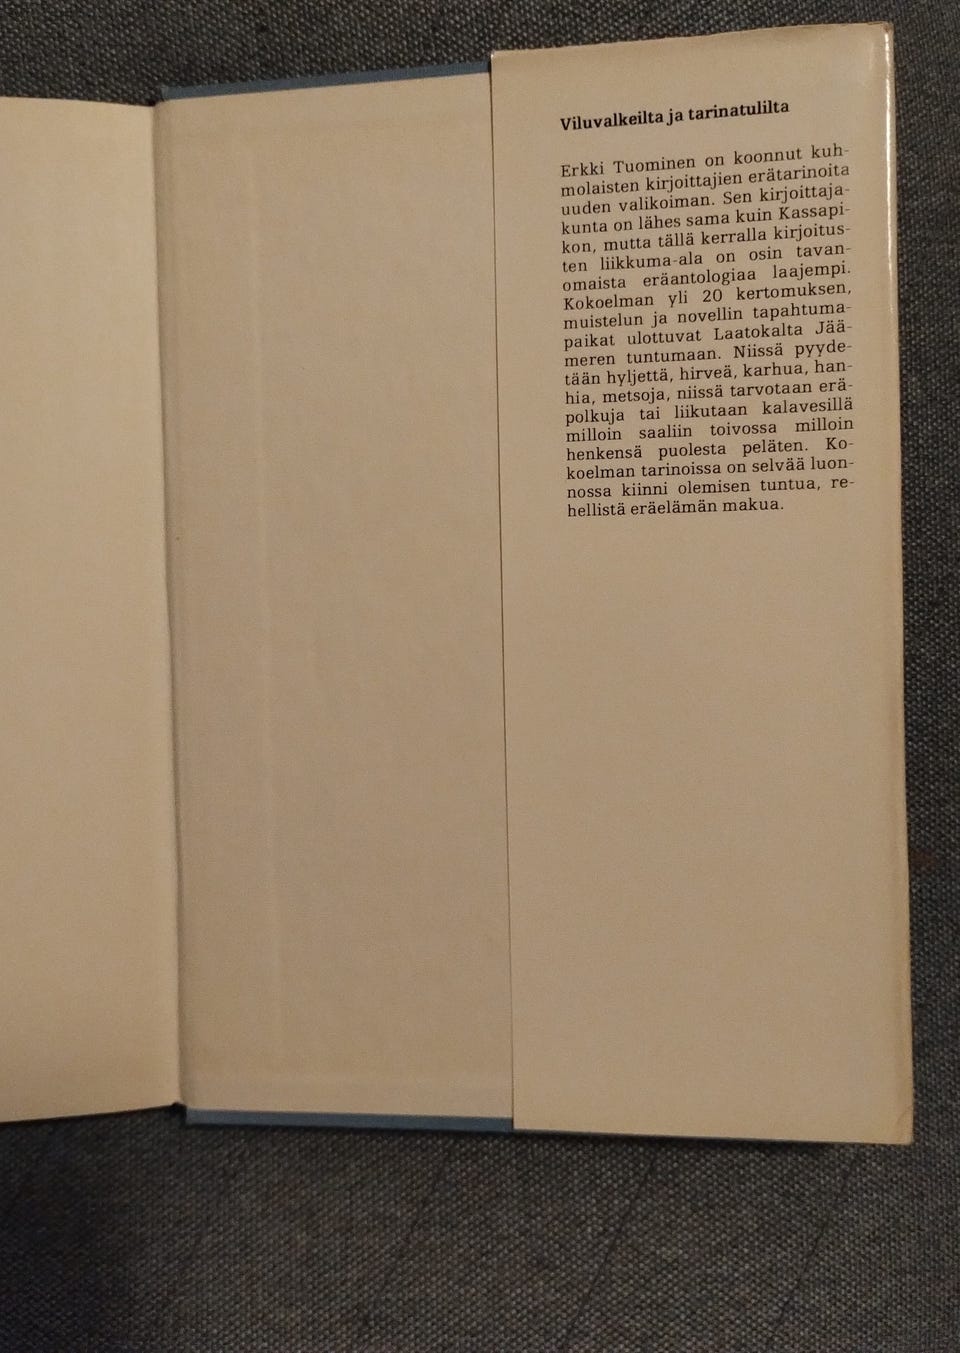 Viluvalkeilta ja tarinatulilta
Erkki Tuominen on koonnut kuh-
molaisten kirjoittajien erätarinoita
uuden valikoiman. Sen kirjoittaja-
kunta on lähes sama kuin Kassapi-
kon, mutta tällä kerralla kirjoitus-
ten liikkuma-ala on osin tavan-
omaista eräantologiaa laajempi.
Kokoelman yli 20 kertomuksen,
muistelun ja novellin tapahtuma-
paikat ulottuvat Laatokalta Jää-
meren tuntumaan. Niissä pyyde-
tään hyljettä, hirveä, karhua, han-
hia, metsoja, niissä tarvotaan erä-
polkuja tai liikutaan kalavesillä
milloin saaliin toivossa milloin
henkensä puolesta peläten. Ko-
koelman tarinoissa on selvää luon-
nossa kiinni olemisen tuntua, re-
hellistä eräelämän makua.